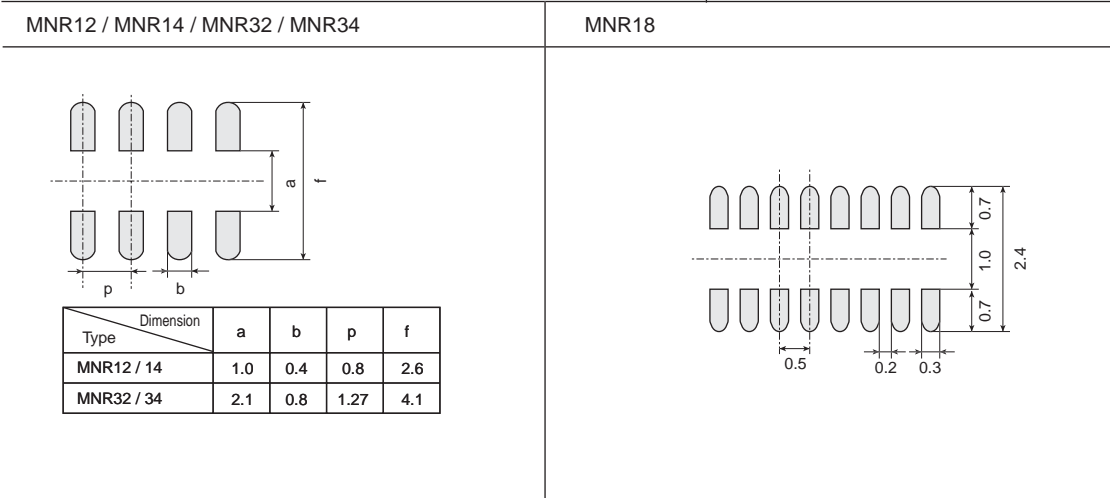 MNR12 / MNR14 / MNR32 / MNR34
a
f
p
b
Dimension
Type
a b p f
MNR12 / 14 1.0 0.4 0.8 2.6
MNR32 / 34 2.1 0.8 1.27 4.1
MNR18
0.7
1.0
2.4
0.7
0.5
0.2
0.3